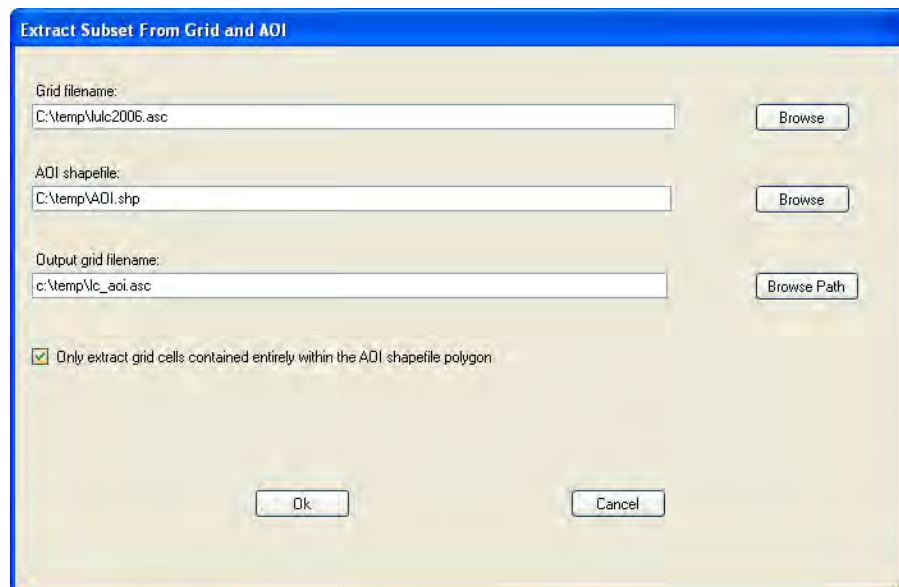 Extract Subset From Grid and AOI
Grid filename:
C:\temp\lulc2006.asc
Browse
AOI shapefile:
C:\temp\AOI.shp
Browse
Output grid filename:
c:\temp\lc_aoi.asc
Browse Path
Only extract grid cells contained entirely within the AOI shapefile polygon
Ok
Cancel